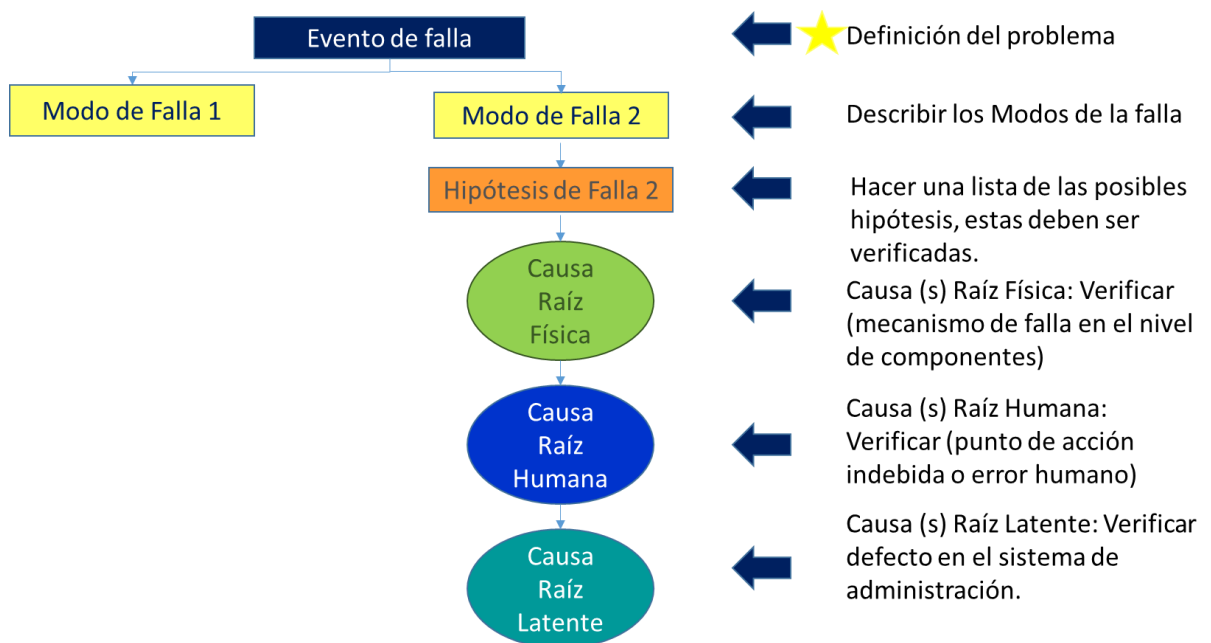 Evento de falla
Definición del problema
Modo de Falla 1
Modo de Falla 2
Describir los Modos de la falla
Hipótesis de Falla 2
Hacer una lista de las posibles
hipótesis, estas deben ser
verificadas.
Causa
Raíz
Física
Causa (s) Raíz Física: Verificar
(mecanismo de falla en el nivel
de componentes)
Causa
Raíz
Humana
Causa (s) Raíz Humana:
Verificar (punto de acción
indebida o error humano)
Causa
Raíz
Latente
Causa (s) Raíz Latente: Verificar
defecto en el sistema de
administración.